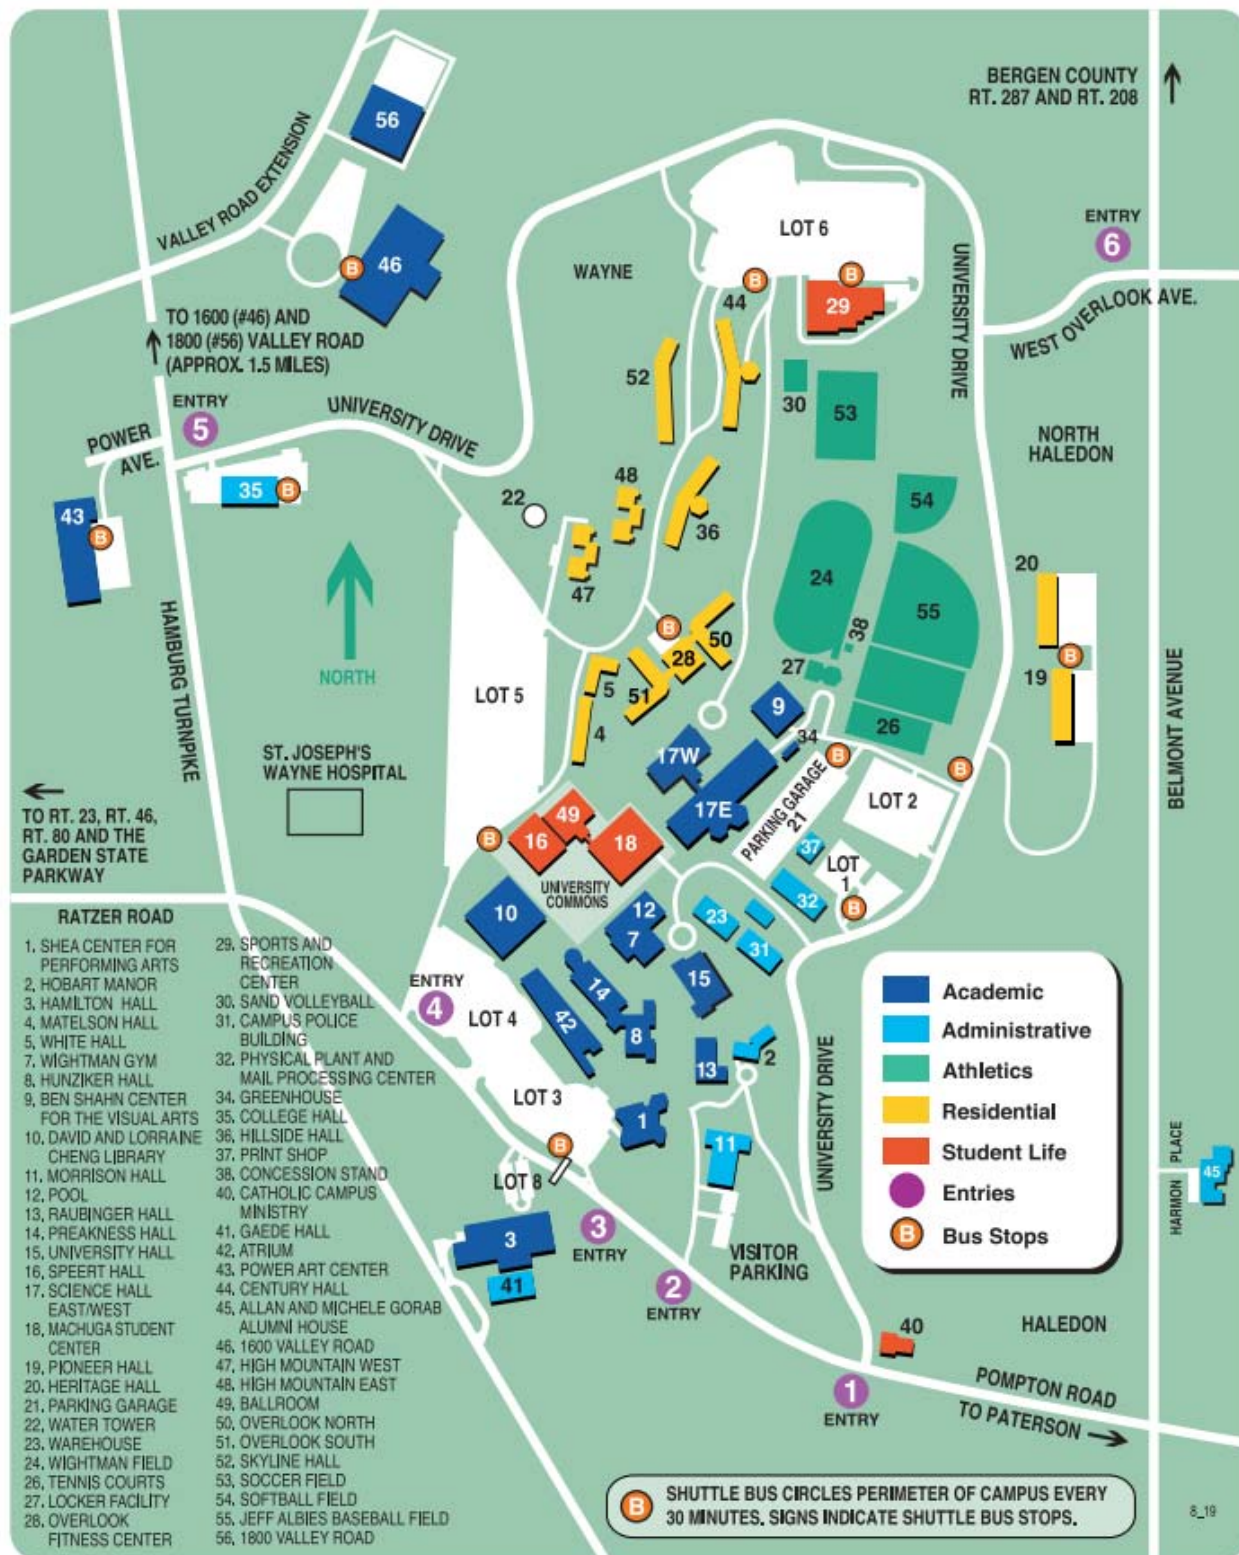 BERGEN COUNTY
RT. 287 AND RT. 208
56
VALLEY ROAD EXTENSION
ENTRY
6
LOT 6
B
46
WAYNE
B
B
UNIVERSITY DRIVE
44
29
WEST OVERLOOK AVE.
TO 1600 (#46) AND
1800 (#56) VALLEY ROAD
(APPROX. 1.5 MILES)
52
30
53
ENTRY
5
UNIVERSITY DRIVE
POWER
AVE.
NORTH
HALEDON
35
B
48
22
54
43
B
36
47
24
20
55
38
B
50
28
27
B
HAMBURG TURNPIKE
NORTH
LOT 5
5
51
19
BELMONT AVENUE
4
9
26
34
17W
B
B
ST. JOSEPH'S
WAYNE HOSPITAL
17E
PARKING GARAGE
21
LOT 2
TO RT. 23, RT. 46,
RT. 80 AND THE
GARDEN STATE
PARKWAY
B
49
16
18
37
LOT
1
UNIVERSITY
COMMONS
32
B
10
12
7
23
31
RATZER ROAD
1. SHEA CENTER FOR
PERFORMING ARTS
2. HOBART MANOR
3. HAMILTON HALL
4. MATELSON HALL
5. WHITE HALL
7. WIGHTMAN GYM
8. HUNZIKER HALL
9. BEN SHAHN CENTER
FOR THE VISUAL ARTS
10. DAVID AND LORRAINE
CHENG LIBRARY
11. MORRISON HALL
12. POOL
13. RAUBINGER HALL
14. PREAKNESS HALL
15. UNIVERSITY HALL
16. SPEERT HALL
17. SCIENCE HALL
EAST/WEST
18. MACHUGA STUDENT
CENTER
19. PIONEER HALL
20. HERITAGE HALL
21. PARKING GARAGE
22. WATER TOWER
23. WAREHOUSE
24. WIGHTMAN FIELD
26. TENNIS COURTS
27. LOCKER FACILITY
28. OVERLOOK
FITNESS CENTER
29. SPORTS AND
RECREATION
CENTER
30. SAND VOLLEYBALL
31. CAMPUS POLICE
BUILDING
32. PHYSICAL PLANT AND
MAIL PROCESSING CENTER
34. GREENHOUSE
35. COLLEGE HALL
36. HILLSIDE HALL
37. PRINT SHOP
38. CONCESSION STAND
40. CATHOLIC CAMPUS
MINISTRY
41. GAEDE HALL
42. ATRIUM
43. POWER ART CENTER
44. CENTURY HALL
45. ALLAN AND MICHELE GORAB
ALUMNI HOUSE
46. 1600 VALLEY ROAD
47. HIGH MOUNTAIN WEST
48. HIGH MOUNTAIN EAST
49. BALLROOM
50. OVERLOOK NORTH
51. OVERLOOK SOUTH
52. SKYLINE HALL
53. SOCCER FIELD
54. SOFTBALL FIELD
55. JEFF ALBIES BASEBALL FIELD
56. 1800 VALLEY ROAD
ENTRY
4
LOT 4
42
14
15
8
13
2
UNIVERSITY DRIVE
LOT 3
1
11
B
LOT 8
3
41
3
ENTRY
2
ENTRY
VISITOR
PARKING
Academic
Administrative
Athletics
Residential
Student Life
Entries
B Bus Stops
HARMON PLACE
45
40
HALEDON
1
ENTRY
POMPTON ROAD
TO PATERSON
B
SHUTTLE BUS CIRCLES PERIMETER OF CAMPUS EVERY
30 MINUTES. SIGNS INDICATE SHUTTLE BUS STOPS.
8_19